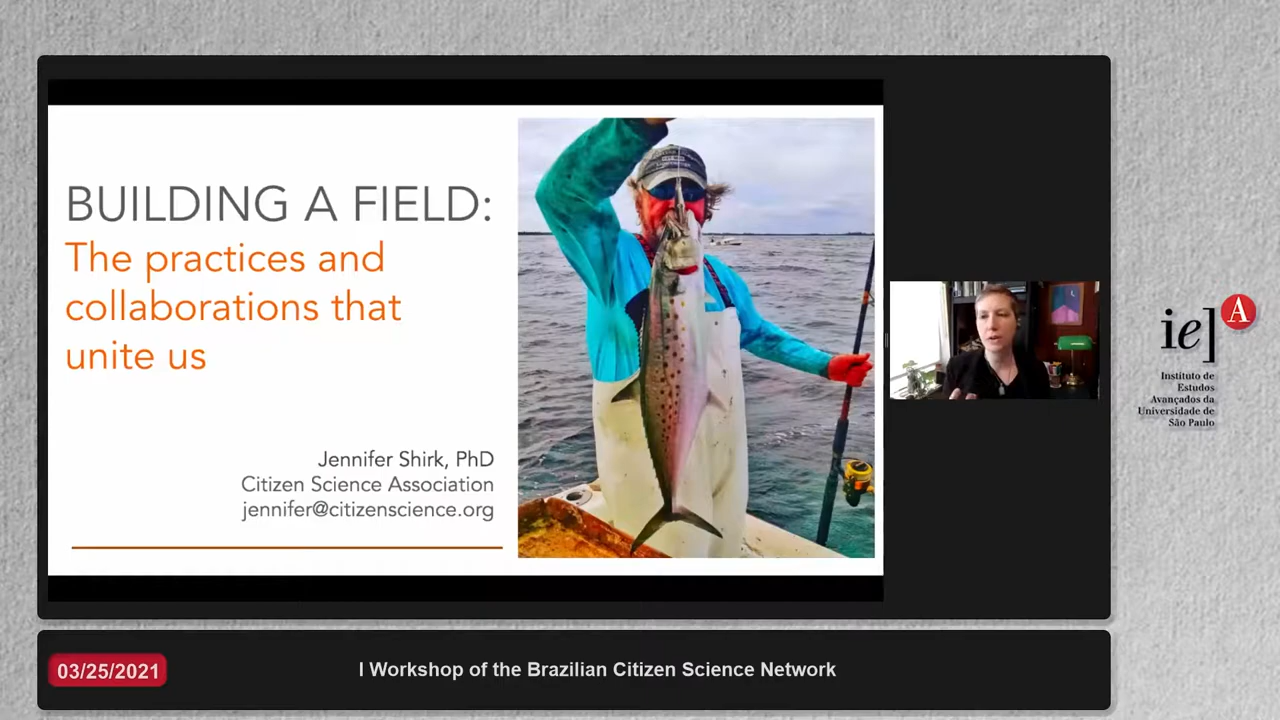 BUILDING A FIELD:
The practices and
collaborations that
unite us
Jennifer Shirk, PhD
Citizen Science Association
jennifer@citizenscience.org
ie] A
Instituto de
Estudos
Avançados da
Universidade de
São Paulo
03/25/2021
I Workshop of the Brazilian Citizen Science Network